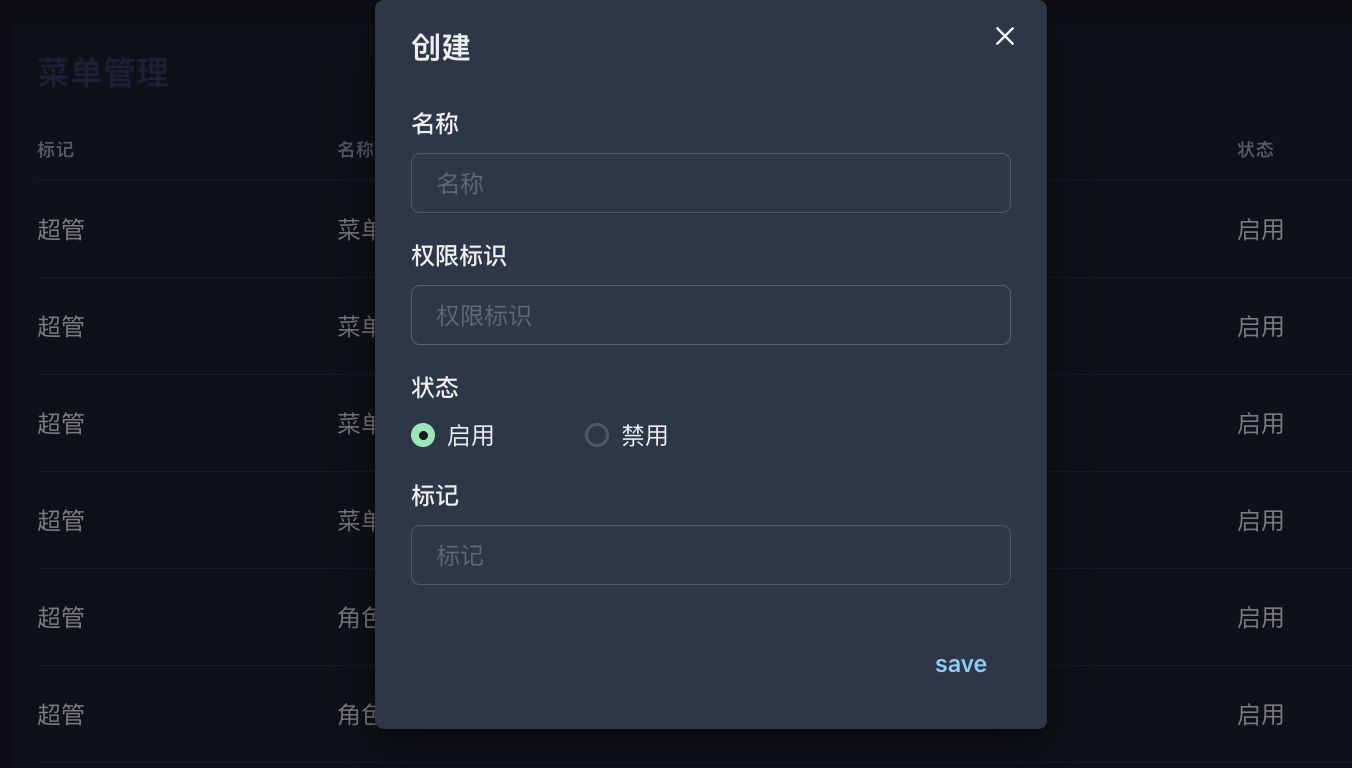 创建
菜单管理
名称
标记 名称 状态
名称
超管 菜单 启用
权限标识
权限标识
超管 菜单 启用
状态
超管 菜单 启用
启用 禁用
标记
超管 菜单 启用
标记
超管 角色 启用
save
超管 角色 启用